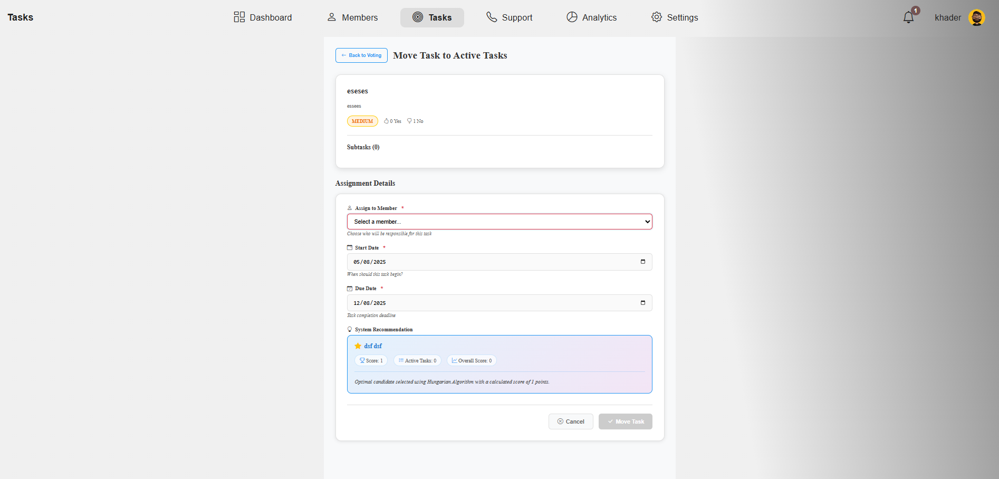 Tasks
Dashboard
Members
Tasks
Support
Analytics
Settings
1
khader
← Back to Voting
Move Task to Active Tasks
eseses
essees
MEDIUM
0 Yes
1 No
Subtasks (0)
Assignment Details
Assign to Member *
Select a member...
Choose who will be responsible for this task
Start Date *
05/08/2025
When should this task begin?
Due Date *
12/08/2025
Task completion deadline
System Recommendation
dsf dsf
Score: 1
Active Tasks: 0
Overall Score: 0
Optimal candidate selected using Hungarian Algorithm with a calculated score of 1 points.
Cancel
Move Task